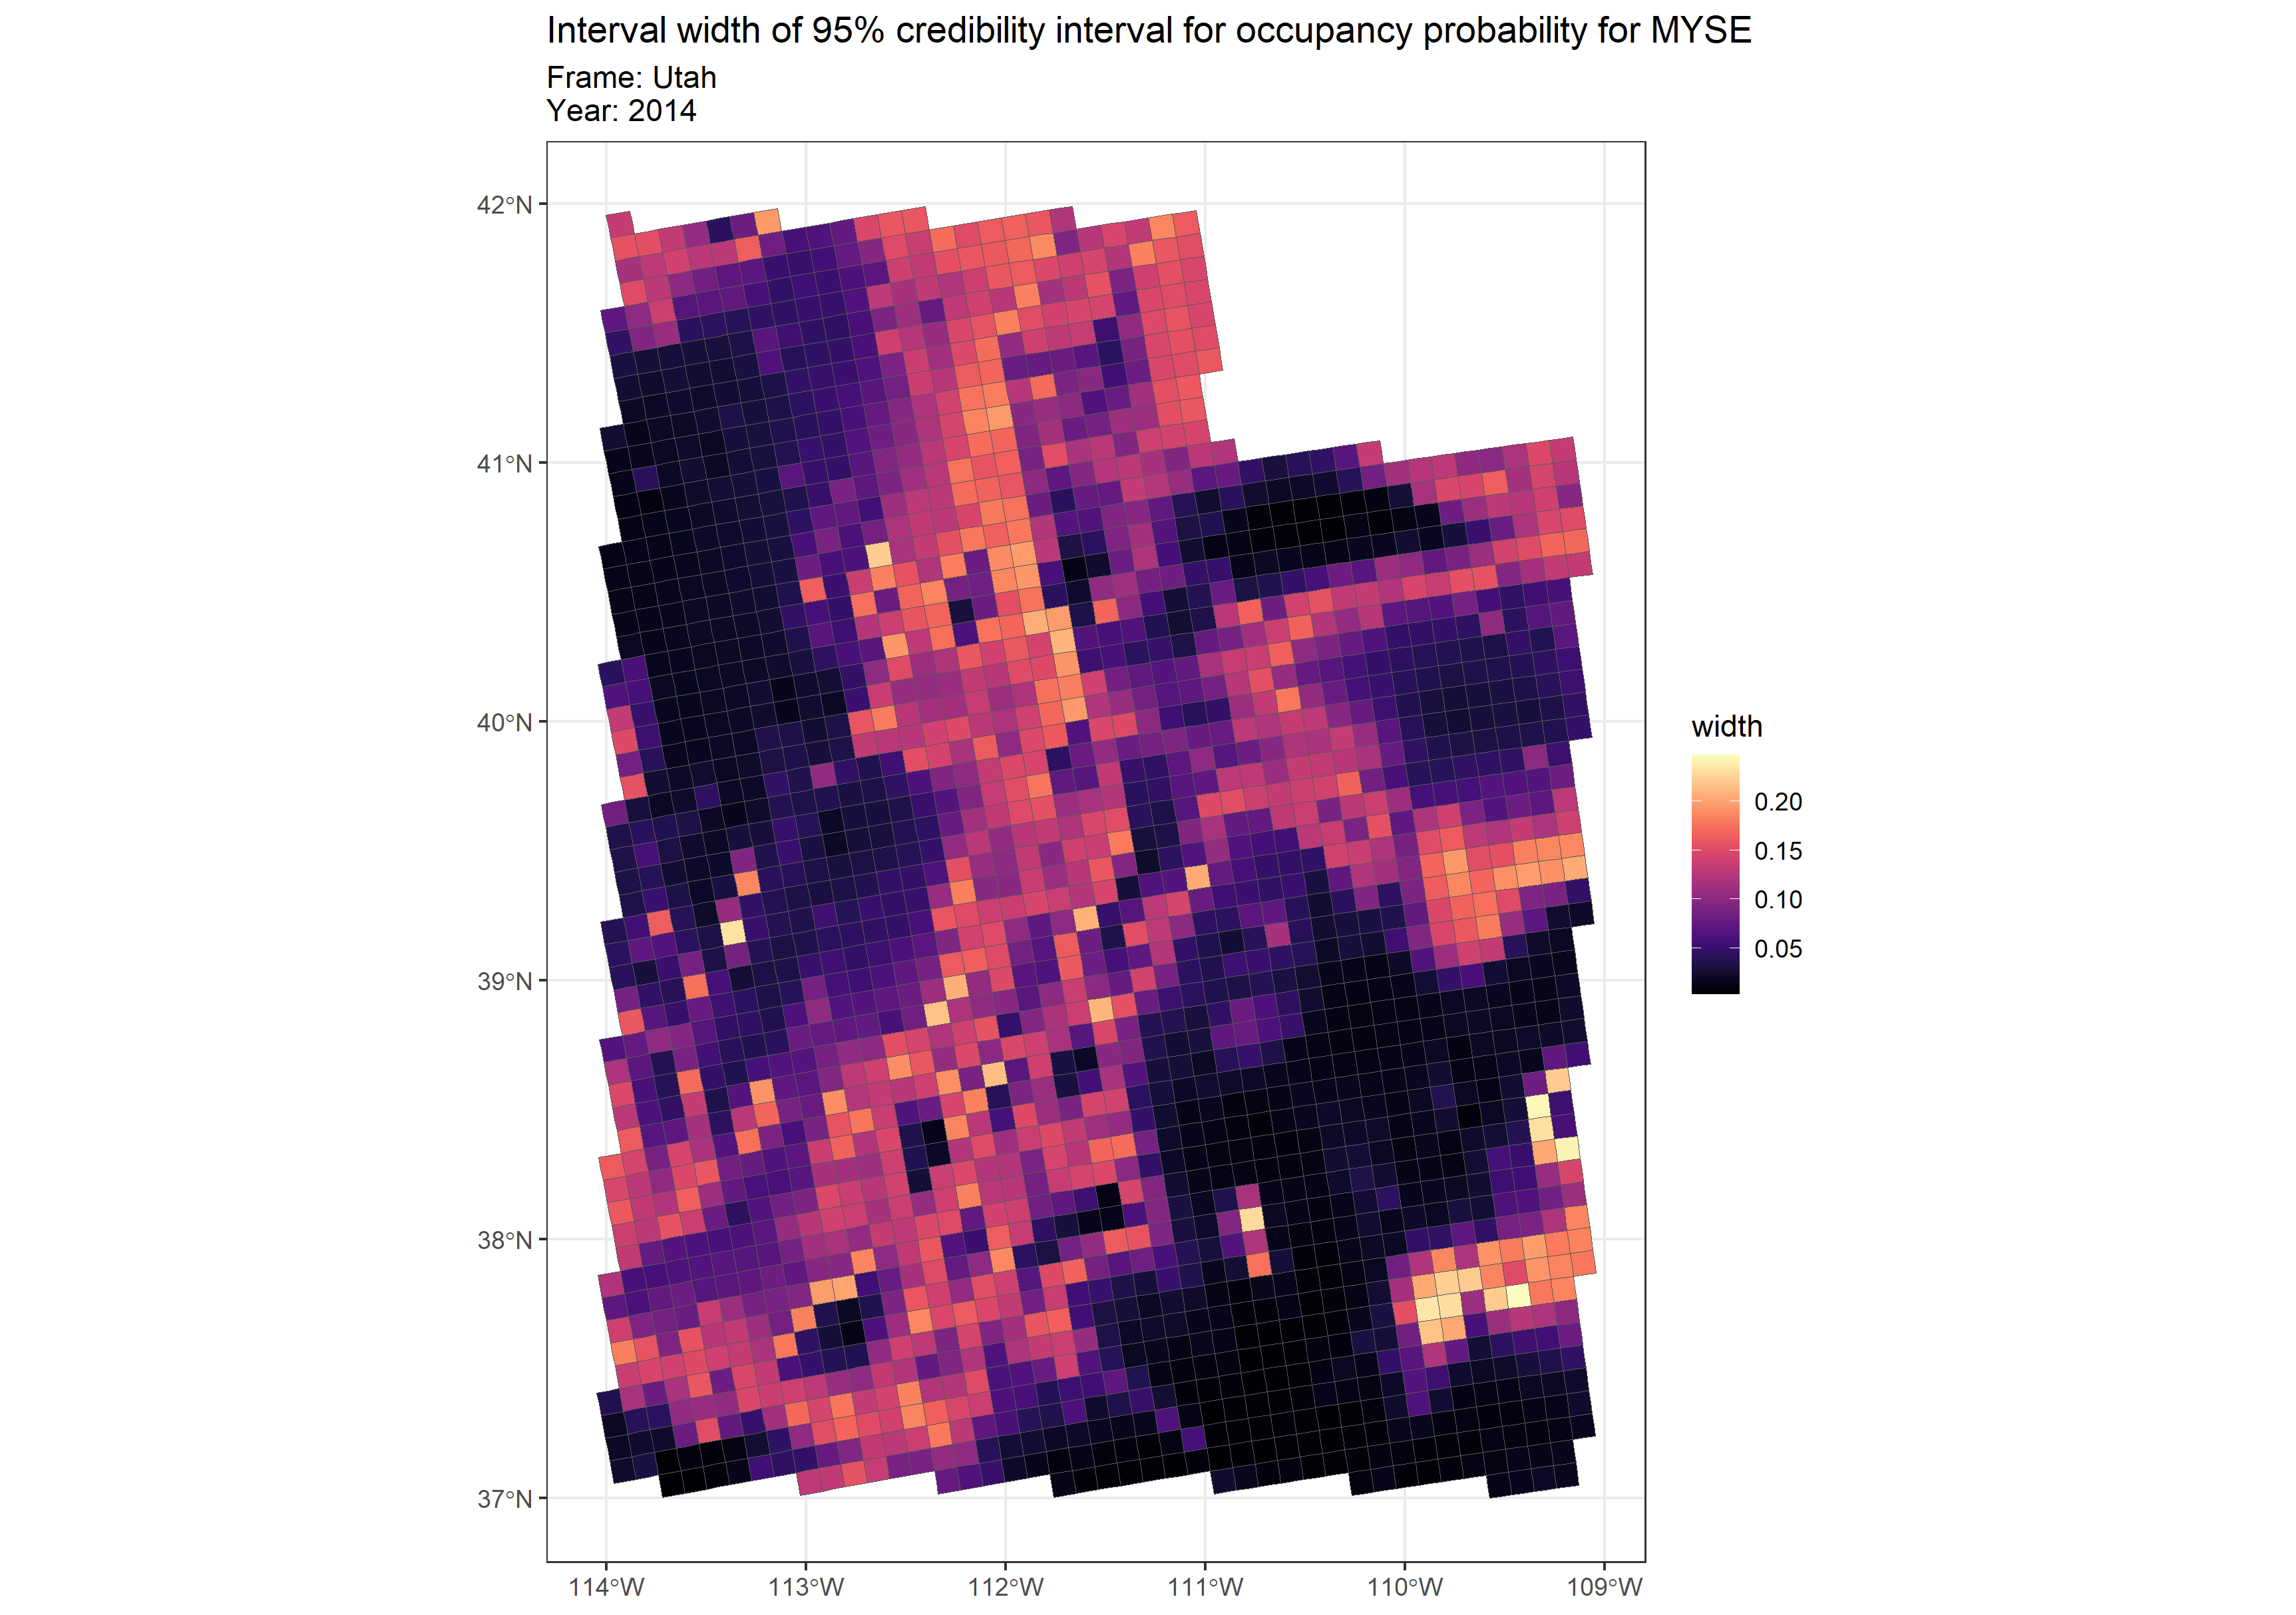 Interval width of 95% credibility interval for occupancy probability for MYSE
Frame: Utah
Year: 2014
42°N
41°N
40°N
39°N
38°N
37°N
114°W
113°W
112°W
111°W
110°W
109°W
width
0.20
0.15
0.10
0.05